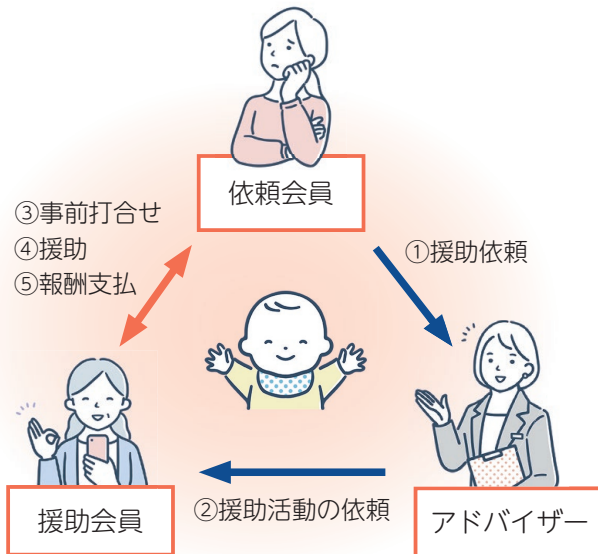 依頼会員
③事前打合せ
④援助
⑤報酬支払
①援助依頼
②援助活動の依頼
援助会員
アドバイザー